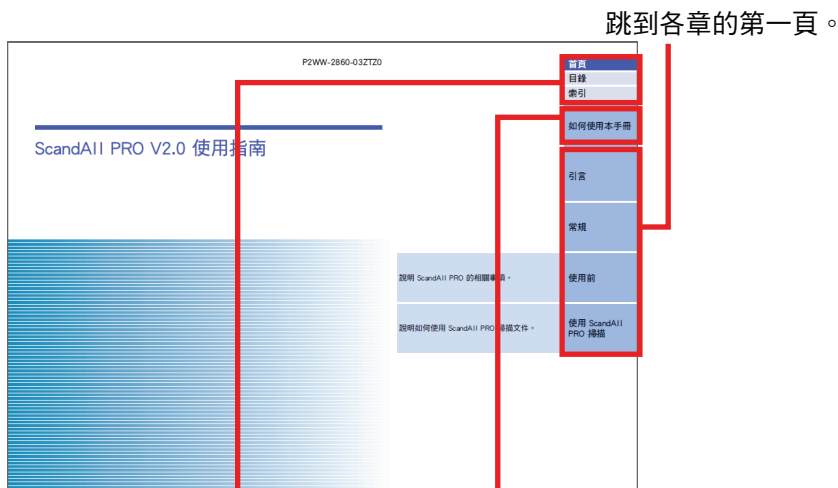 跳到各章的第一頁。
P2WW-2860-03ZTZ0
首頁
目錄
索引
如何使用本手冊
ScandAll PRO V2.0 使用指南
引言
常規
說明 ScandAll PRO 的相關事項。
使用前
說明如何使用 ScandAll PRO 掃描文件。
使用 ScandAll
PRO 掃描